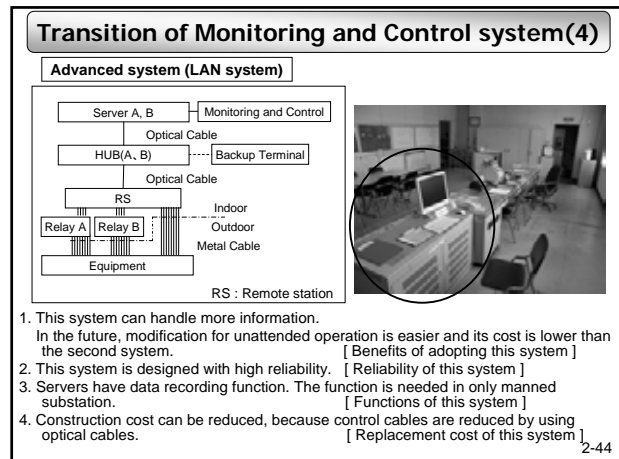 Transition of Monitoring and Control system(4)
Advanced system (LAN system)
Server A, B
Monitoring and Control
Optical Cable
HUB(A、B)
Backup Terminal
Optical Cable
RS
Indoor
Relay A
Relay B
Outdoor
Metal Cable
Equipment
RS : Remote station
1. This system can handle more information.
In the future, modification for unattended operation is easier and its cost is lower than
the second system. [ Benefits of adopting this system ]
2. This system is designed with high reliability. [ Reliability of this system ]
3. Servers have data recording function. The function is needed in only manned
substation. [ Functions of this system ]
4. Construction cost can be reduced, because control cables are reduced by using
optical cables. [ Replacement cost of this system ]
2-44